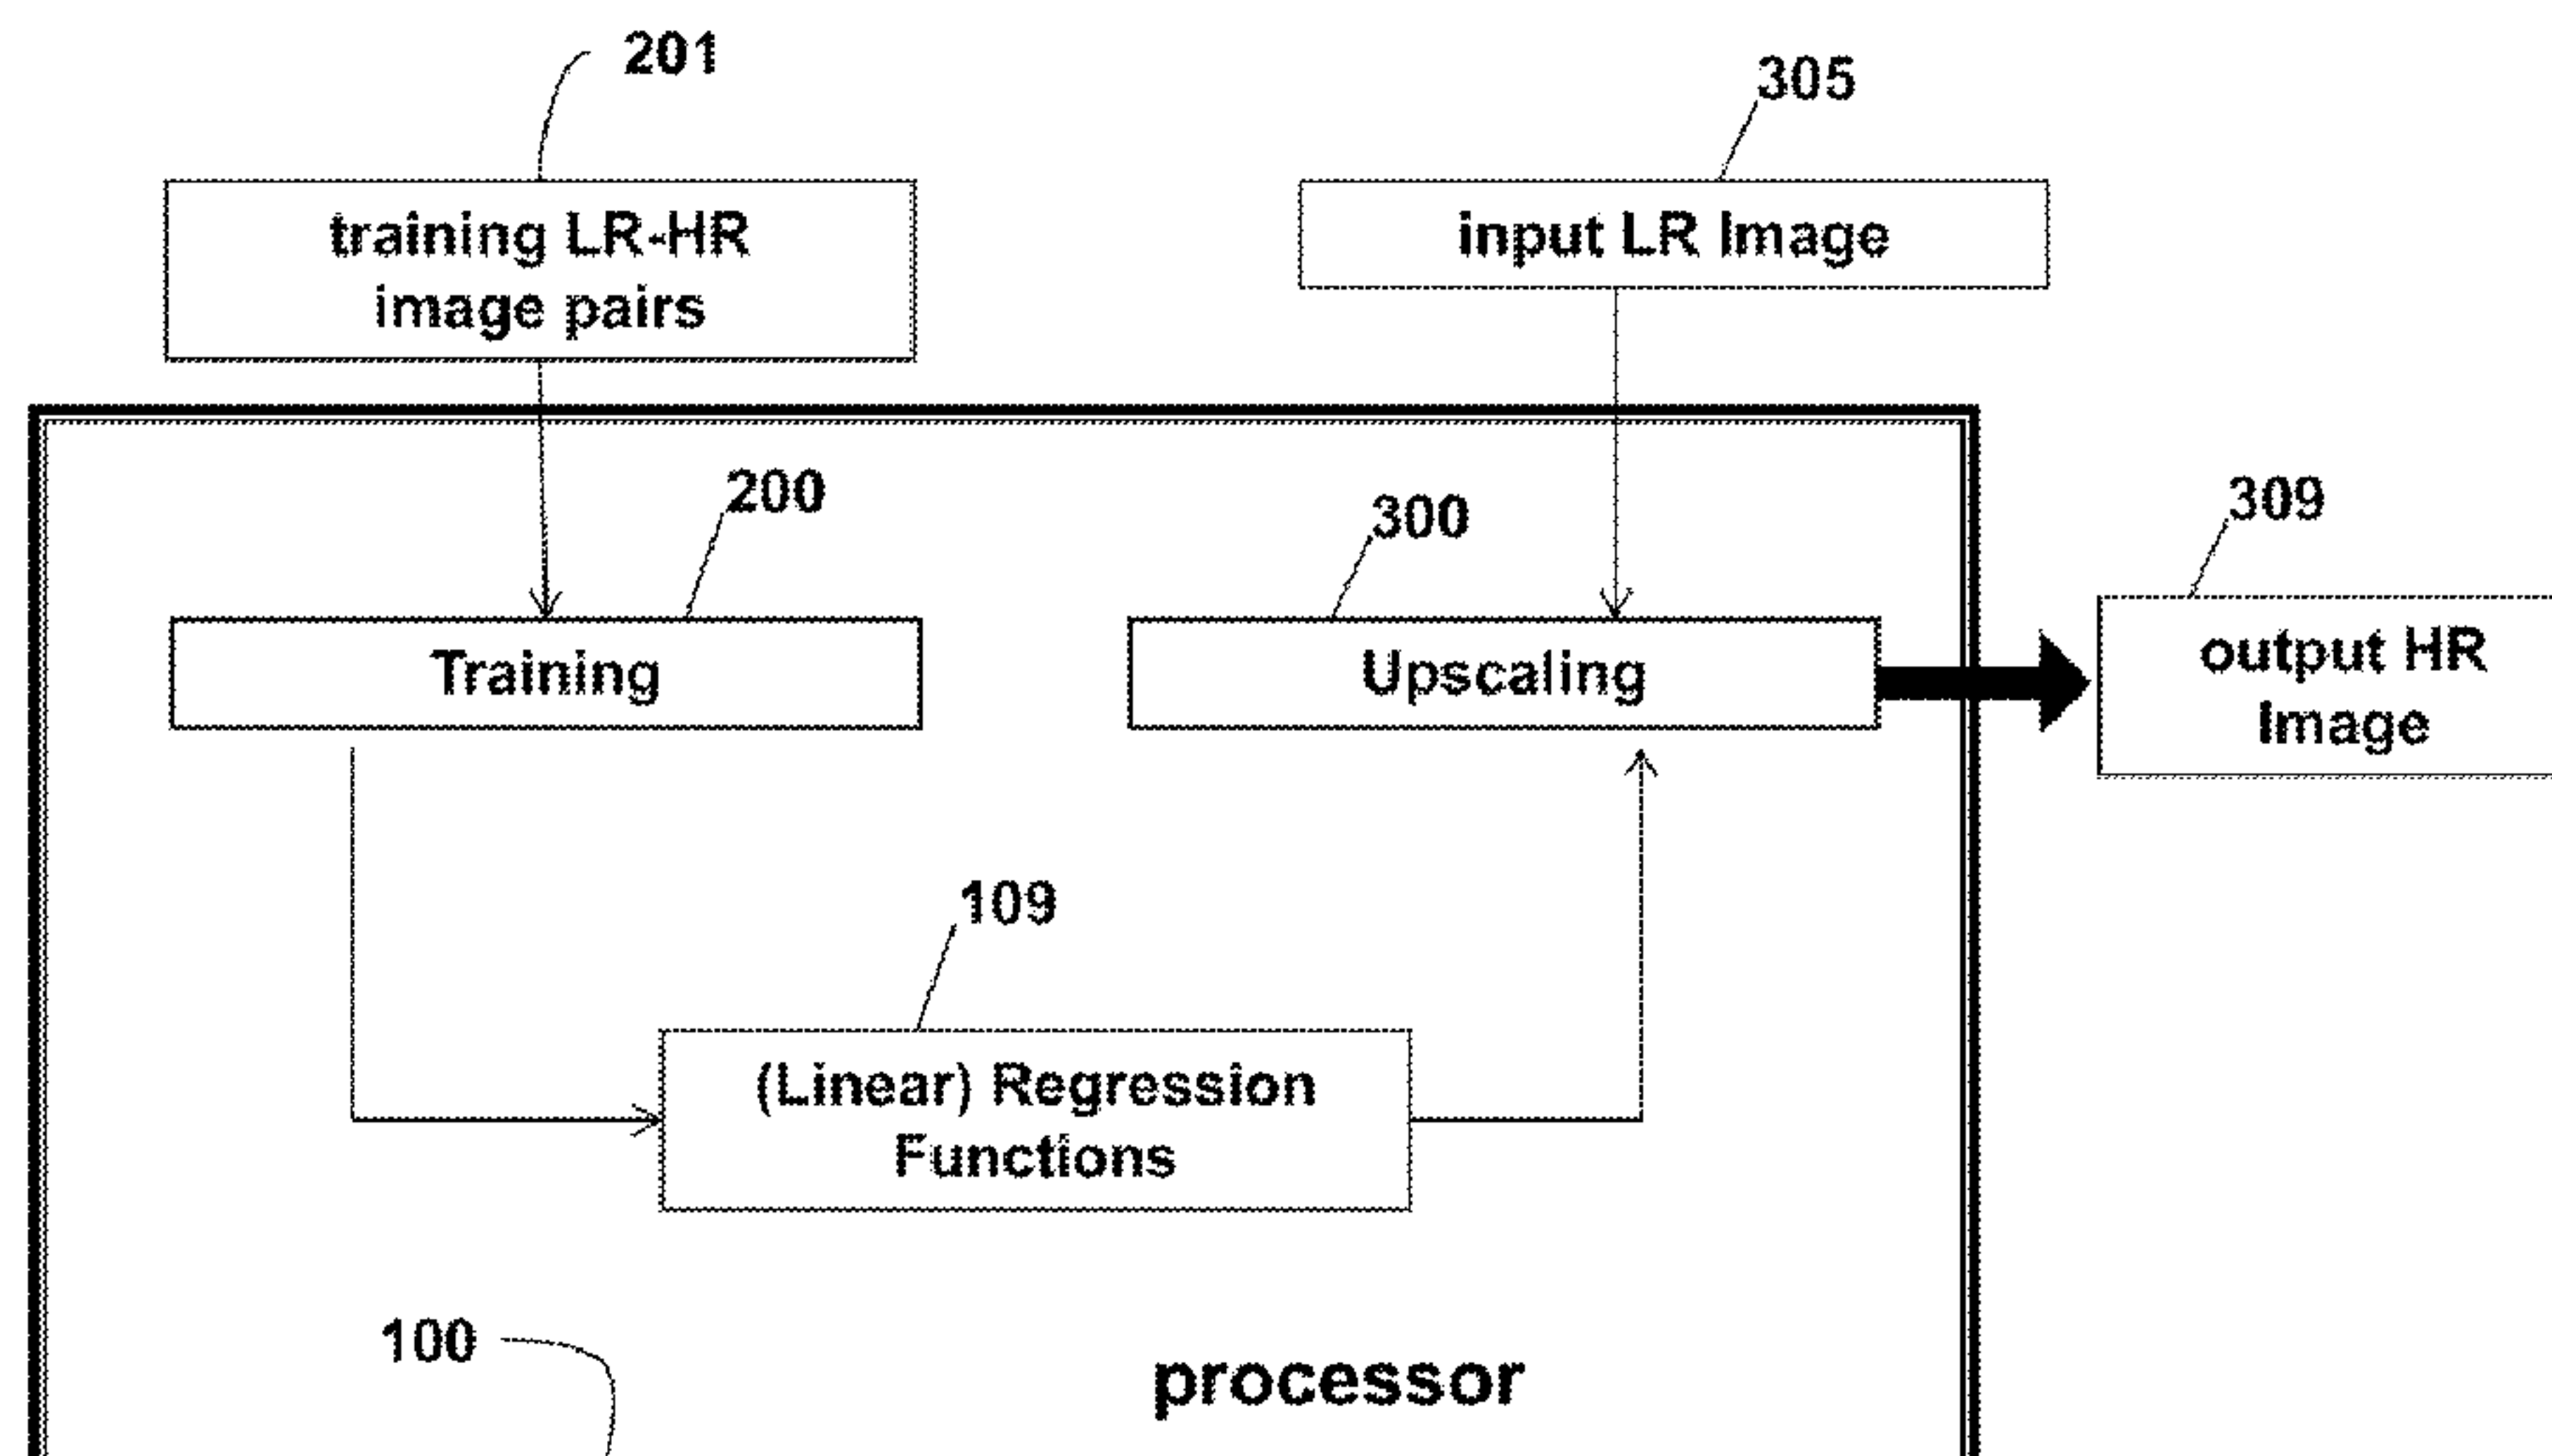 201
305
training LR-HR
image pairs
input LR Image
200
300
309
Training
Upscaling
output HR
Image
109
(Linear) Regression
Functions
100
processor